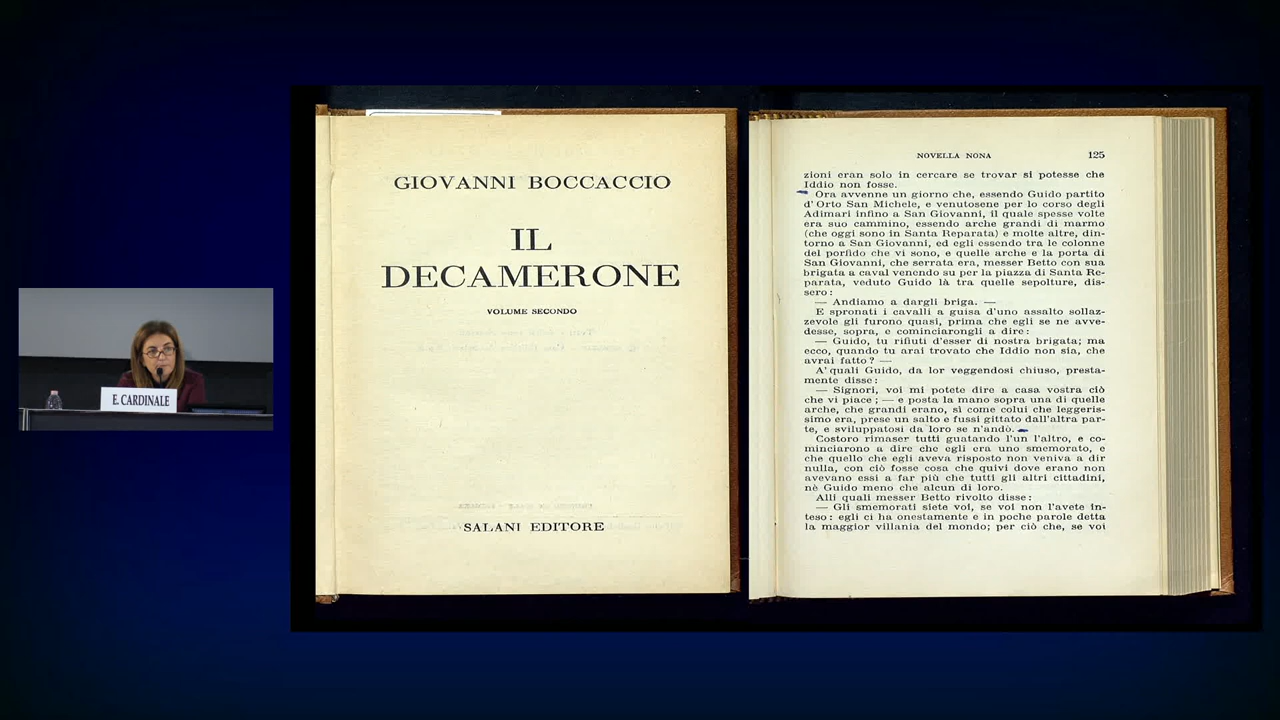 E. CARDINALE
GIOVANNI BOCCACCIO
IL
DECAMERONE
VOLUME SECONDO
SALANI EDITORE
NOVELLA NONA 125
zioni eran solo in cercare se trovar si potesse che
Iddio non fosse.
Ora avvenne un giorno che, essendo Guido partito
d'Orto San Michele, e venutosene per lo corso degli
Adimari infino a San Giovanni, il quale spesse volte
era suo cammino, essendo arche grandi di marmo
(che oggi sono in Santa Reparata) e molte altre, din-
torno a San Giovanni, ed egli essendo tra le colonne
del porfido che vi sono, e quelle arche e la porta di
San Giovanni, che serrata era, messer Betto con sua
brigata a caval venendo su per la piazza di Santa Re-
parata, veduto Guido là tra quelle sepolture, dis-
sero:
— Andiamo a dargli briga. —
E spronati i cavalli a guisa d'uno assalto sollaz-
zevole gli furono quasi, prima che egli se ne avve-
desse, sopra, e cominciarongli a dire:
— Guido, tu rifiuti d'esser di nostra brigata; ma
ecco, quando tu arai trovato che Iddio non sia, che
avrai fatto? —
A' quali Guido, da lor veggendosi chiuso, presta-
mente disse:
— Signori, voi mi potete dire a casa vostra ciò
che vi piace; — e posta la mano sopra una di quelle
arche, che grandi erano, sì come colui che leggeris-
simo era, prese un salto e fussi gittato dall'altra par-
te, e sviluppatosi da loro se n'andò.
Costoro rimaser tutti guatando l'un l'altro, e co-
minciarono a dire che egli era uno smemorato, e
che quello che egli aveva risposto non veniva a dir
nulla, con ciò fosse cosa che quivi dove erano non
avevano essi a far più che tutti gli altri cittadini,
nè Guido meno che alcun di loro.
Alli quali messer Betto rivolto disse:
— Gli smemorati siete voi, se voi non l'avete in-
teso: egli ci ha onestamente e in poche parole detta
la maggior villania del mondo; per ciò che, se voi